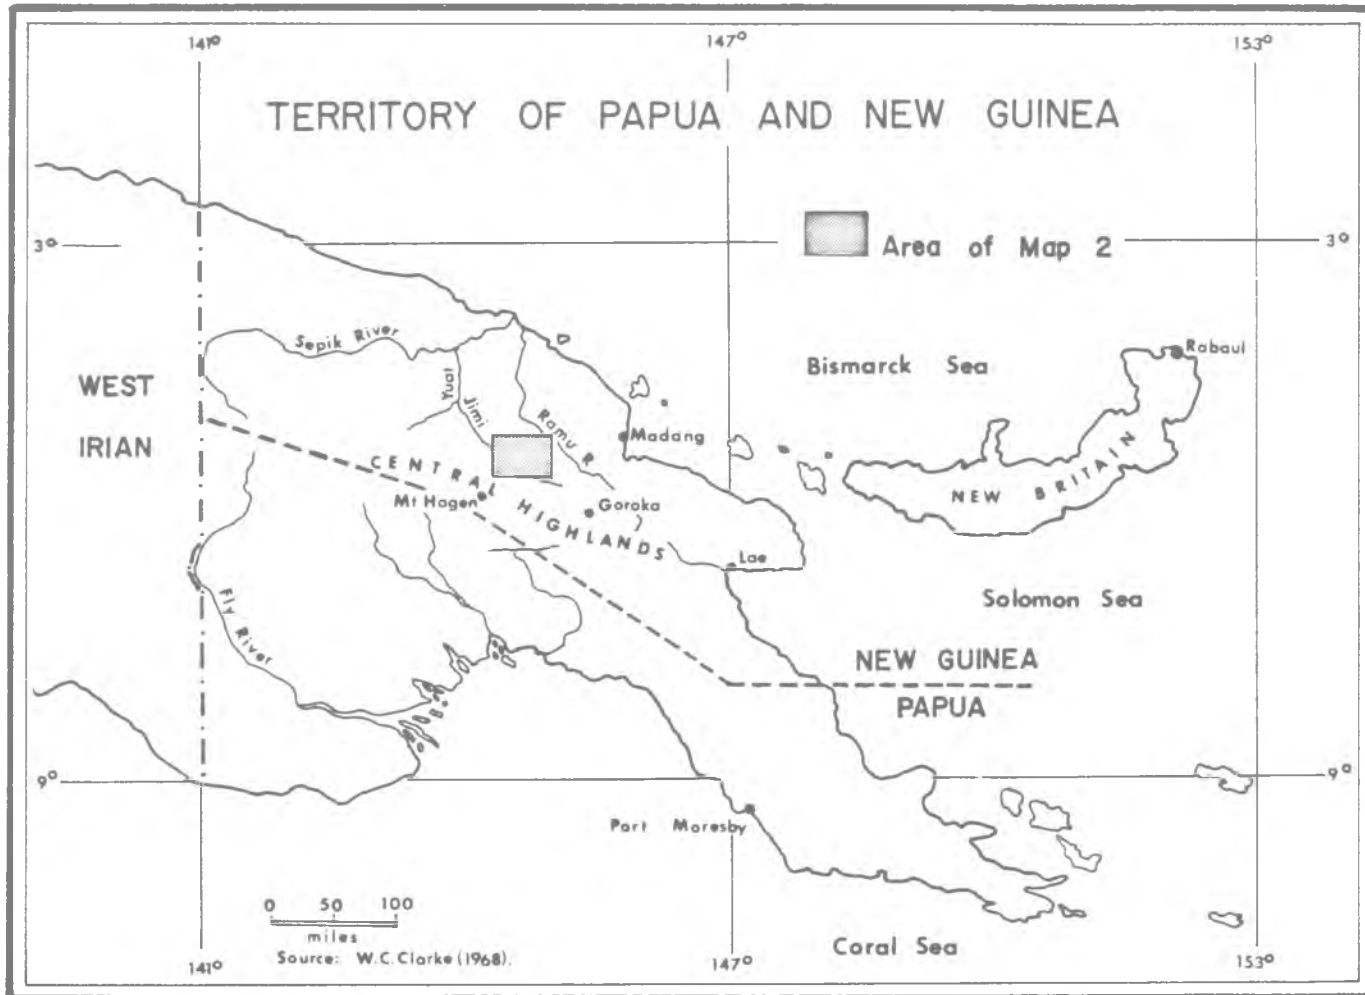 141° 147° 153°
TERRITORY OF PAPUA AND NEW GUINEA
3° Area of Map 2 3°
Sepik River
Rabaul
Bismarck Sea
WEST
IRIAN
Yuat
Jimi
Ramu R.
Madang
NEW BRITAIN
CENTRAL HIGHLANDS
Mt Hagen
Goroka
Lae
Solomon Sea
Fly River
NEW GUINEA
PAPUA
9° 9°
Port Moresby
0 50 100
miles
Source: W.C. Clarke (1968).
Coral Sea
141° 147° 153°